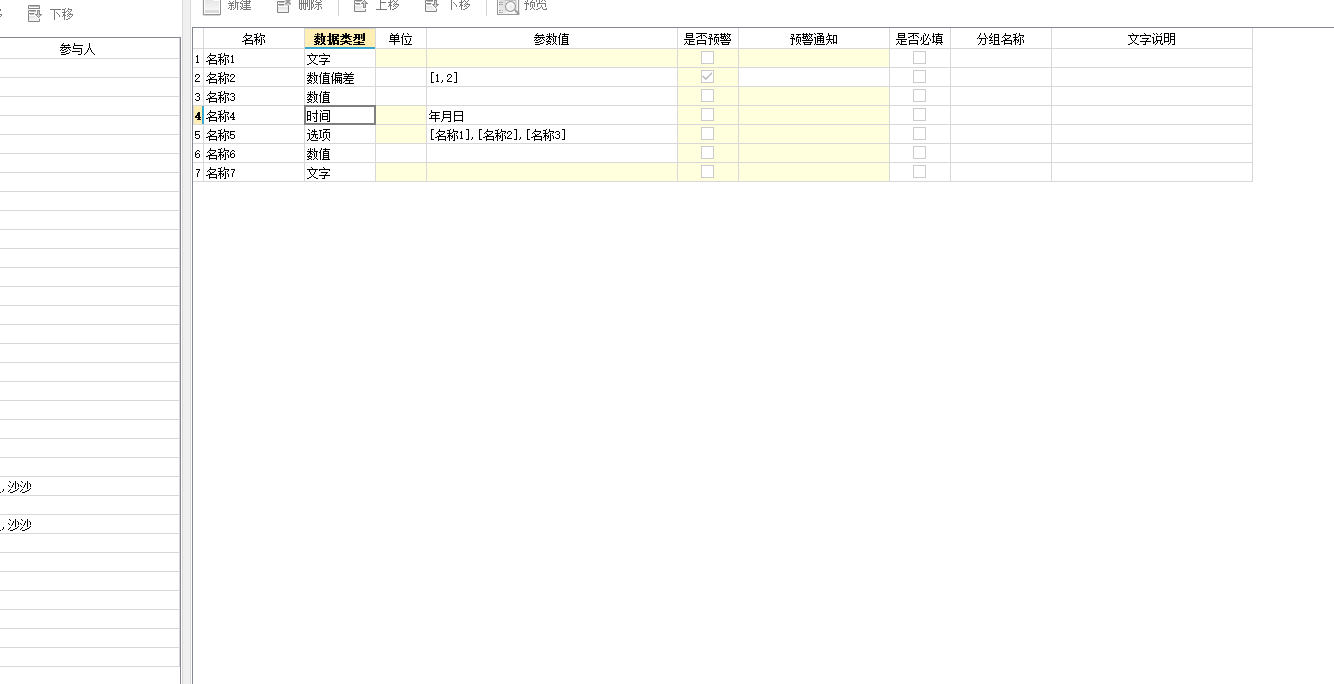 下移 新建 删除 上移 下移 预览
参与人
名称 数据类型 单位 参数值 是否预警 预警通知 是否必填 分组名称 文字说明
1 名称1 文字
2 名称2 数值偏差 [1,2]
3 名称3 数值
4 名称4 时间 年月日
5 名称5 选项 [名称1],[名称2],[名称3]
6 名称6 数值
7 名称7 文字
,沙沙
,沙沙